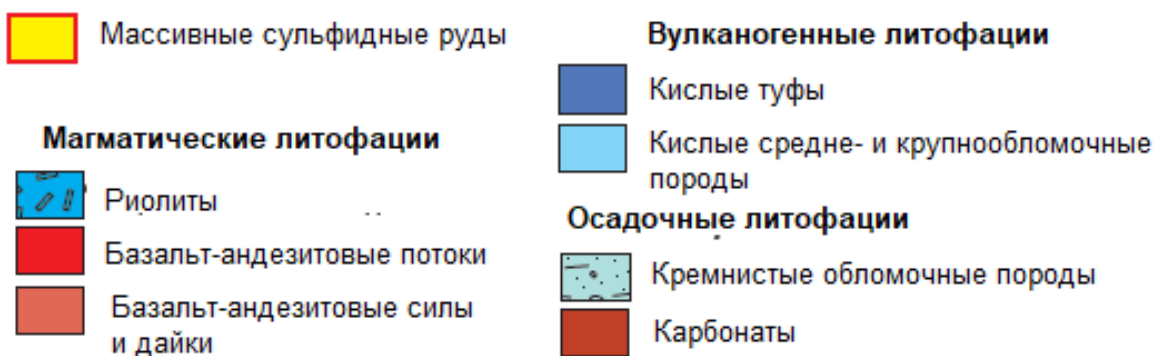 Массивные сульфидные руды
Магматические литофации
Риолиты
Базальт-андезитовые потоки
Базальт-андезитовые силы
и дайки
Вулканогенные литофации
Кислые туфы
Кислые средне- и крупнообломочные
породы
Осадочные литофации
Кремнистые обломочные породы
Карбонаты